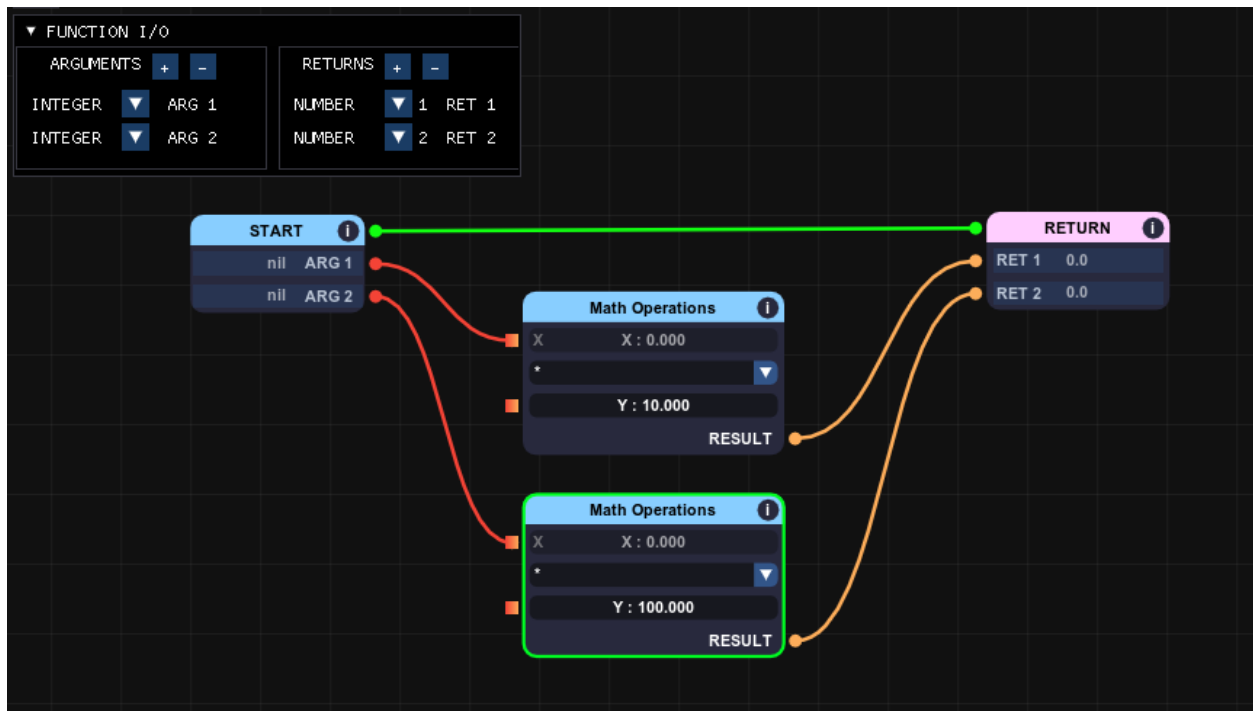 FUNCTION I/O
ARGUMENTS + -
RETURNS + -
INTEGER ARG 1
INTEGER ARG 2
NUMBER 1 RET 1
NUMBER 2 RET 2
START i
nil ARG 1
nil ARG 2
Math Operations i
X X : 0.000
*
Y : 10.000
RESULT
Math Operations i
X X : 0.000
*
Y : 100.000
RESULT
RETURN i
RET 1 0.0
RET 2 0.0